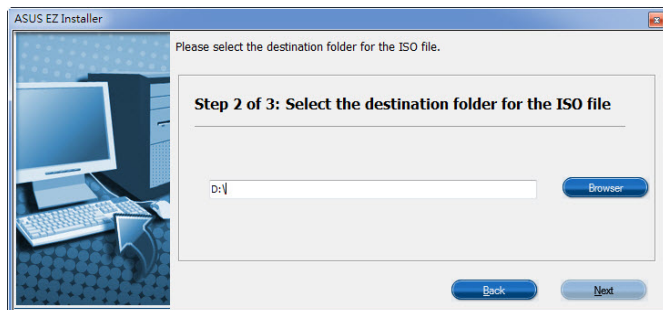 ASUS EZ Installer
Please select the destination folder for the ISO file.
Step 2 of 3: Select the destination folder for the ISO file
D:\
Browser
Back
Next